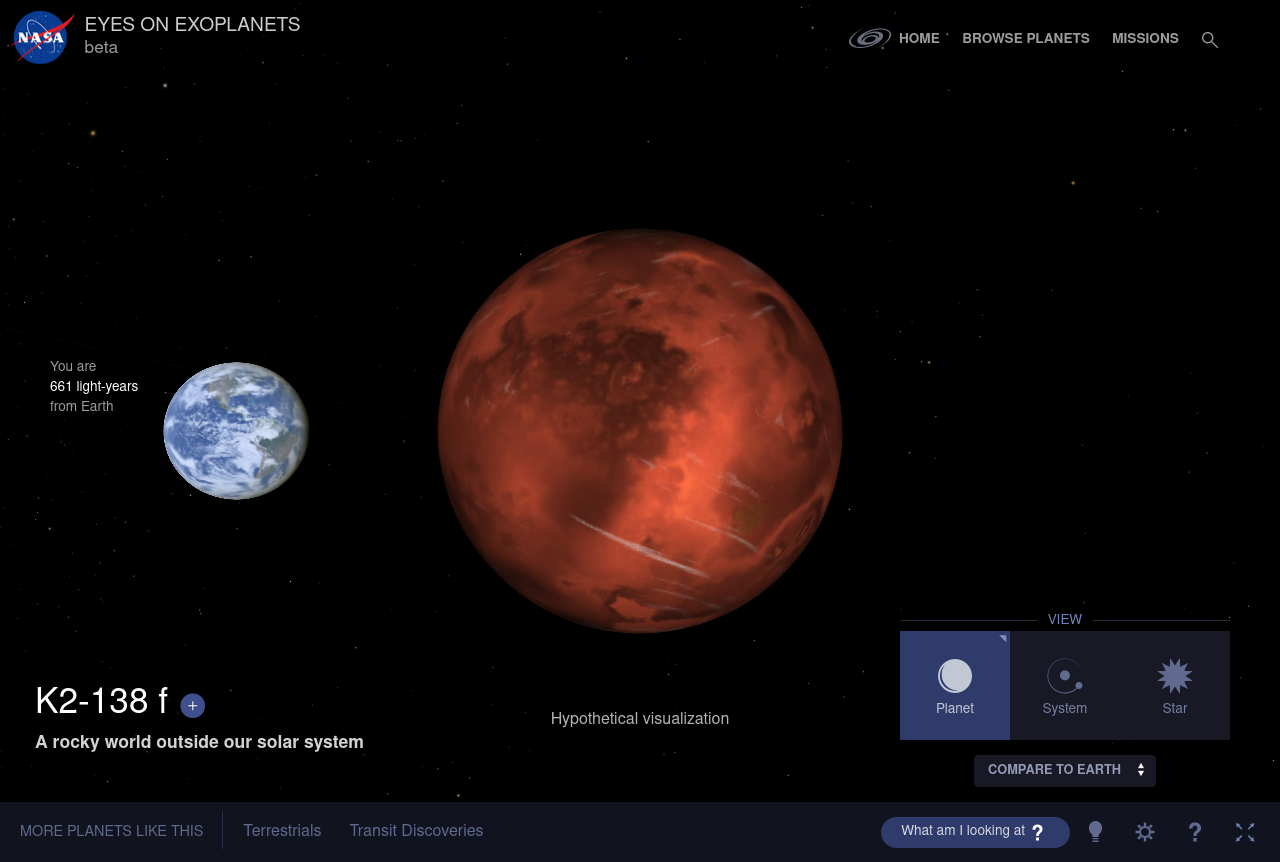 NASA
EYES ON EXOPLANETS
beta
HOME
BROWSE PLANETS
MISSIONS
You are
661 light-years
from Earth
K2-138 f +
A rocky world outside our solar system
Hypothetical visualization
VIEW
Planet
System
Star
COMPARE TO EARTH
MORE PLANETS LIKE THIS
Terrestrials
Transit Discoveries
What am I looking at ?
?